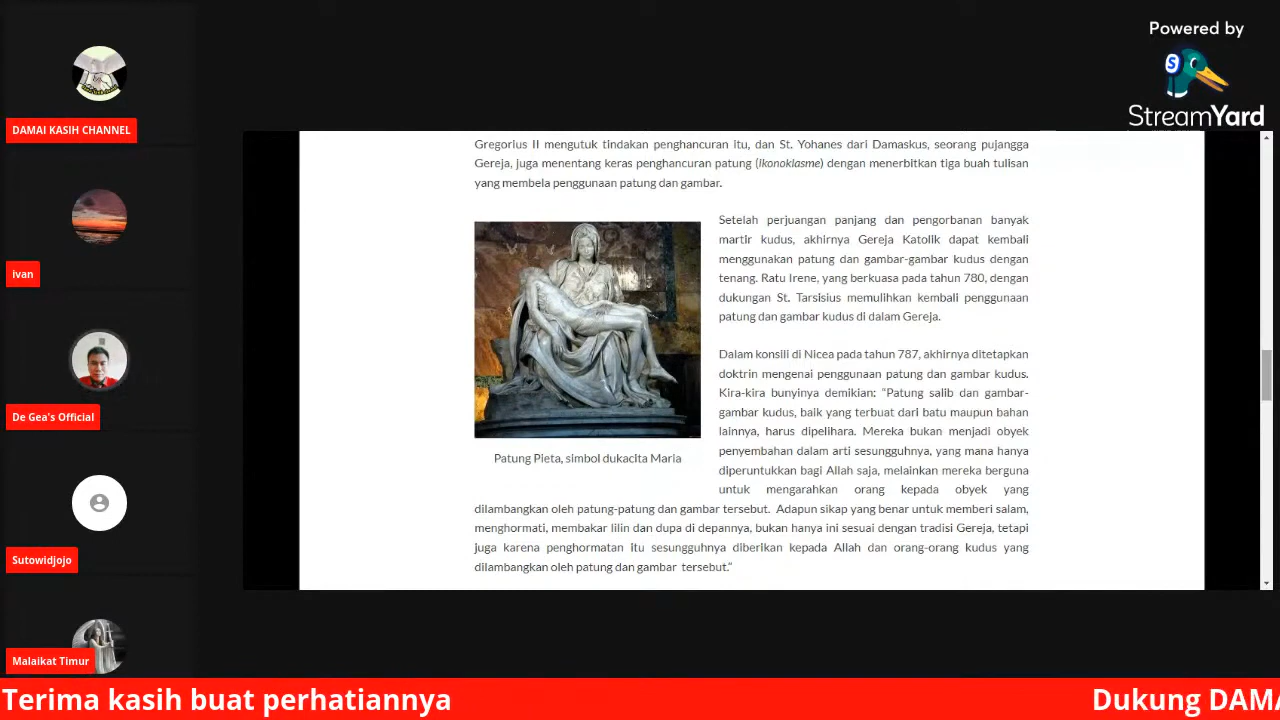 Powered by
StreamYard
DAMAI KASIH CHANNEL
ivan
De Gea's Official
Sutowidjojo
Malaikat Timur
Gregorius II mengutuk tindakan penghancuran itu, dan St. Yohanes dari Damaskus, seorang pujangga
Gereja, juga menentang keras penghancuran patung (Ikonoklasme) dengan menerbitkan tiga buah tulisan
yang membela penggunaan patung dan gambar.
Setelah perjuangan panjang dan pengorbanan banyak
martir kudus, akhirnya Gereja Katolik dapat kembali
menggunakan patung dan gambar-gambar kudus dengan
tenang. Ratu Irene, yang berkuasa pada tahun 780, dengan
dukungan St. Tarsisius memulihkan kembali penggunaan
patung dan gambar kudus di dalam Gereja.
Patung Pieta, simbol dukacita Maria
Dalam konsili di Nicea pada tahun 787, akhirnya ditetapkan
doktrin mengenai penggunaan patung dan gambar kudus.
Kira-kira bunyinya demikian: "Patung salib dan gambar-
gambar kudus, baik yang terbuat dari batu maupun bahan
lainnya, harus dipelihara. Mereka bukan menjadi obyek
penyembahan dalam arti sesungguhnya, yang mana hanya
diperuntukkan bagi Allah saja, melainkan mereka berguna
untuk mengarahkan orang kepada obyek yang
dilambangkan oleh patung-patung dan gambar tersebut. Adapun sikap yang benar untuk memberi salam,
menghormati, membakar lilin dan dupa di depannya, bukan hanya ini sesuai dengan tradisi Gereja, tetapi
juga karena penghormatan itu sesungguhnya diberikan kepada Allah dan orang-orang kudus yang
dilambangkan oleh patung dan gambar tersebut."
Terima kasih buat perhatiannya
Dukung DAMA